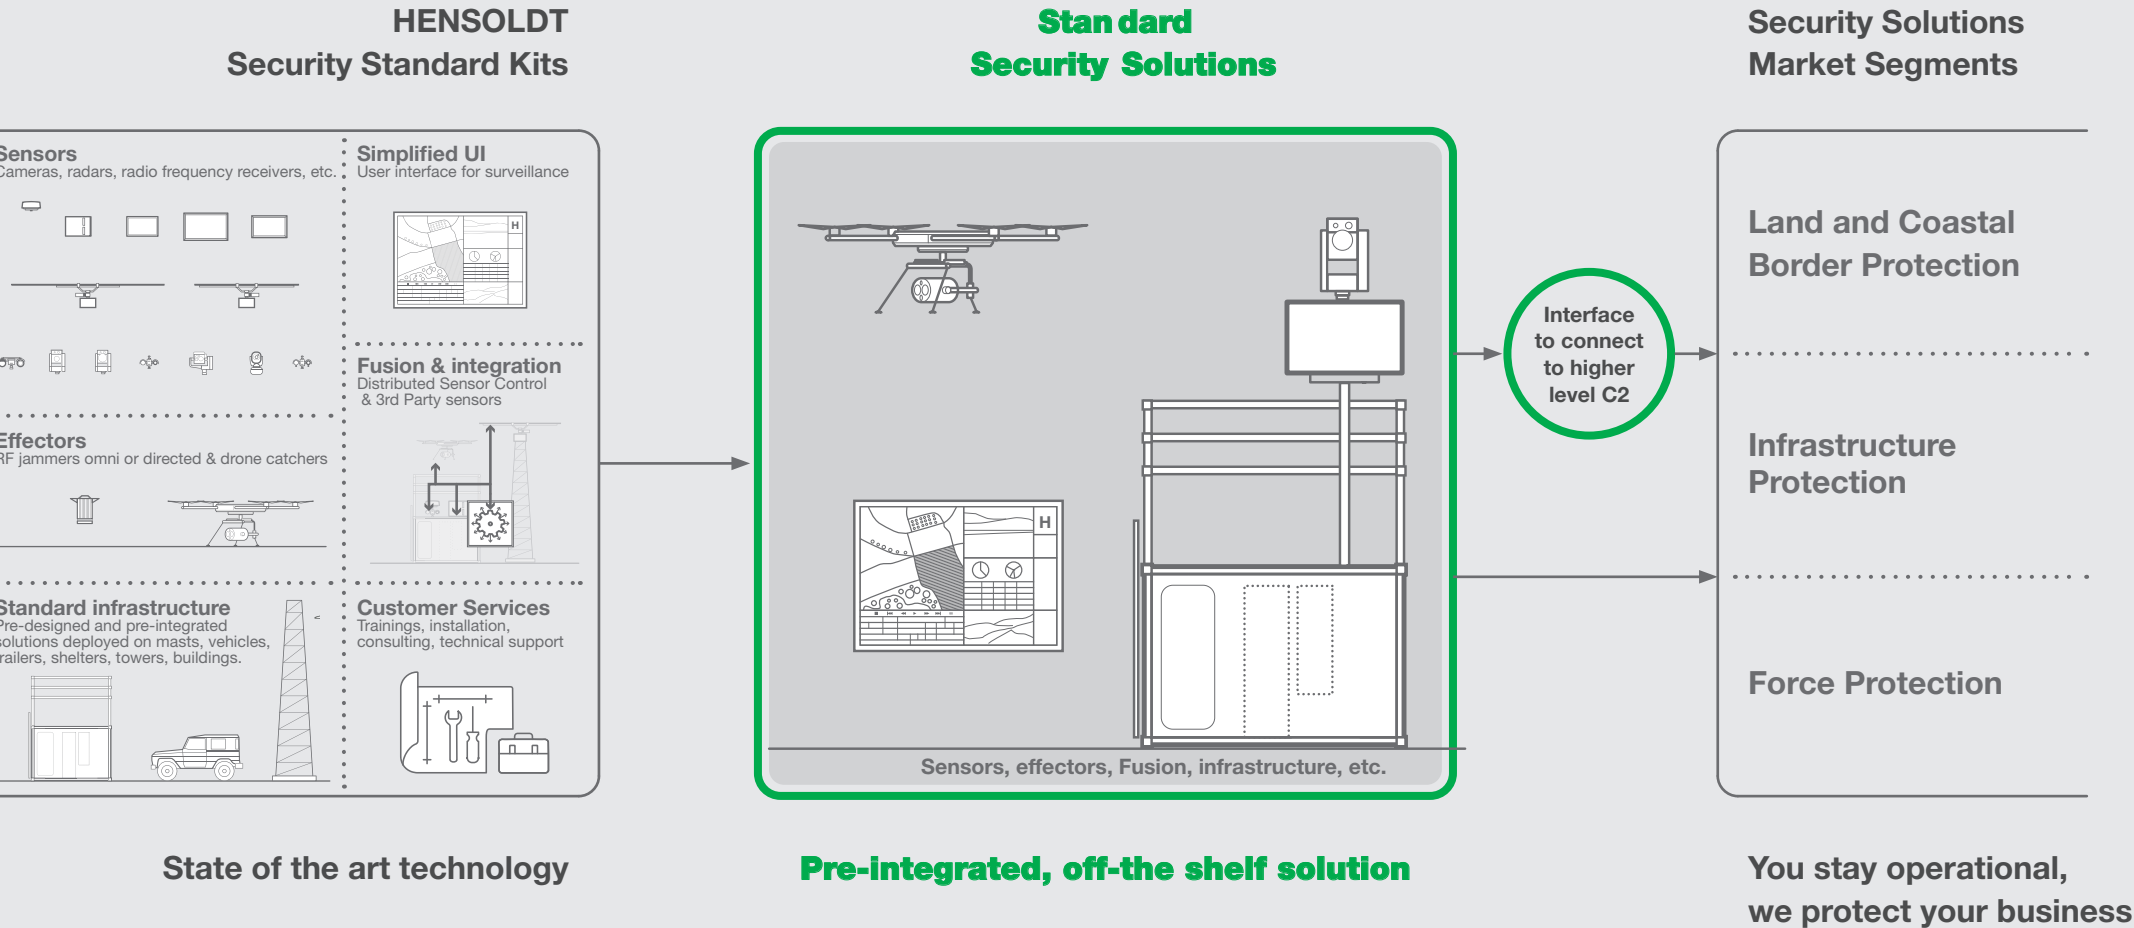 HENSOLDT
Security Standard Kits
Sensors
Cameras, radars, radio frequency receivers, etc.
Effectors
RF jammers omni or directed & drone catchers
Standard infrastructure
Pre-designed and pre-integrated
solutions deployed on masts, vehicles,
trailers, shelters, towers, buildings.
Simplified UI
User interface for surveillance
H
Fusion & integration
Distributed Sensor Control
& 3rd Party sensors
Customer Services
Trainings, installation,
consulting, technical support
State of the art technology
Stan dard
Security Solutions
H
Sensors, effectors, Fusion, infrastructure, etc.
Pre-integrated, off-the shelf solution
Interface
to connect
to higher
level C2
Security Solutions
Market Segments
Land and Coastal
Border Protection
Infrastructure
Protection
Force Protection
You stay operational,
we protect your business